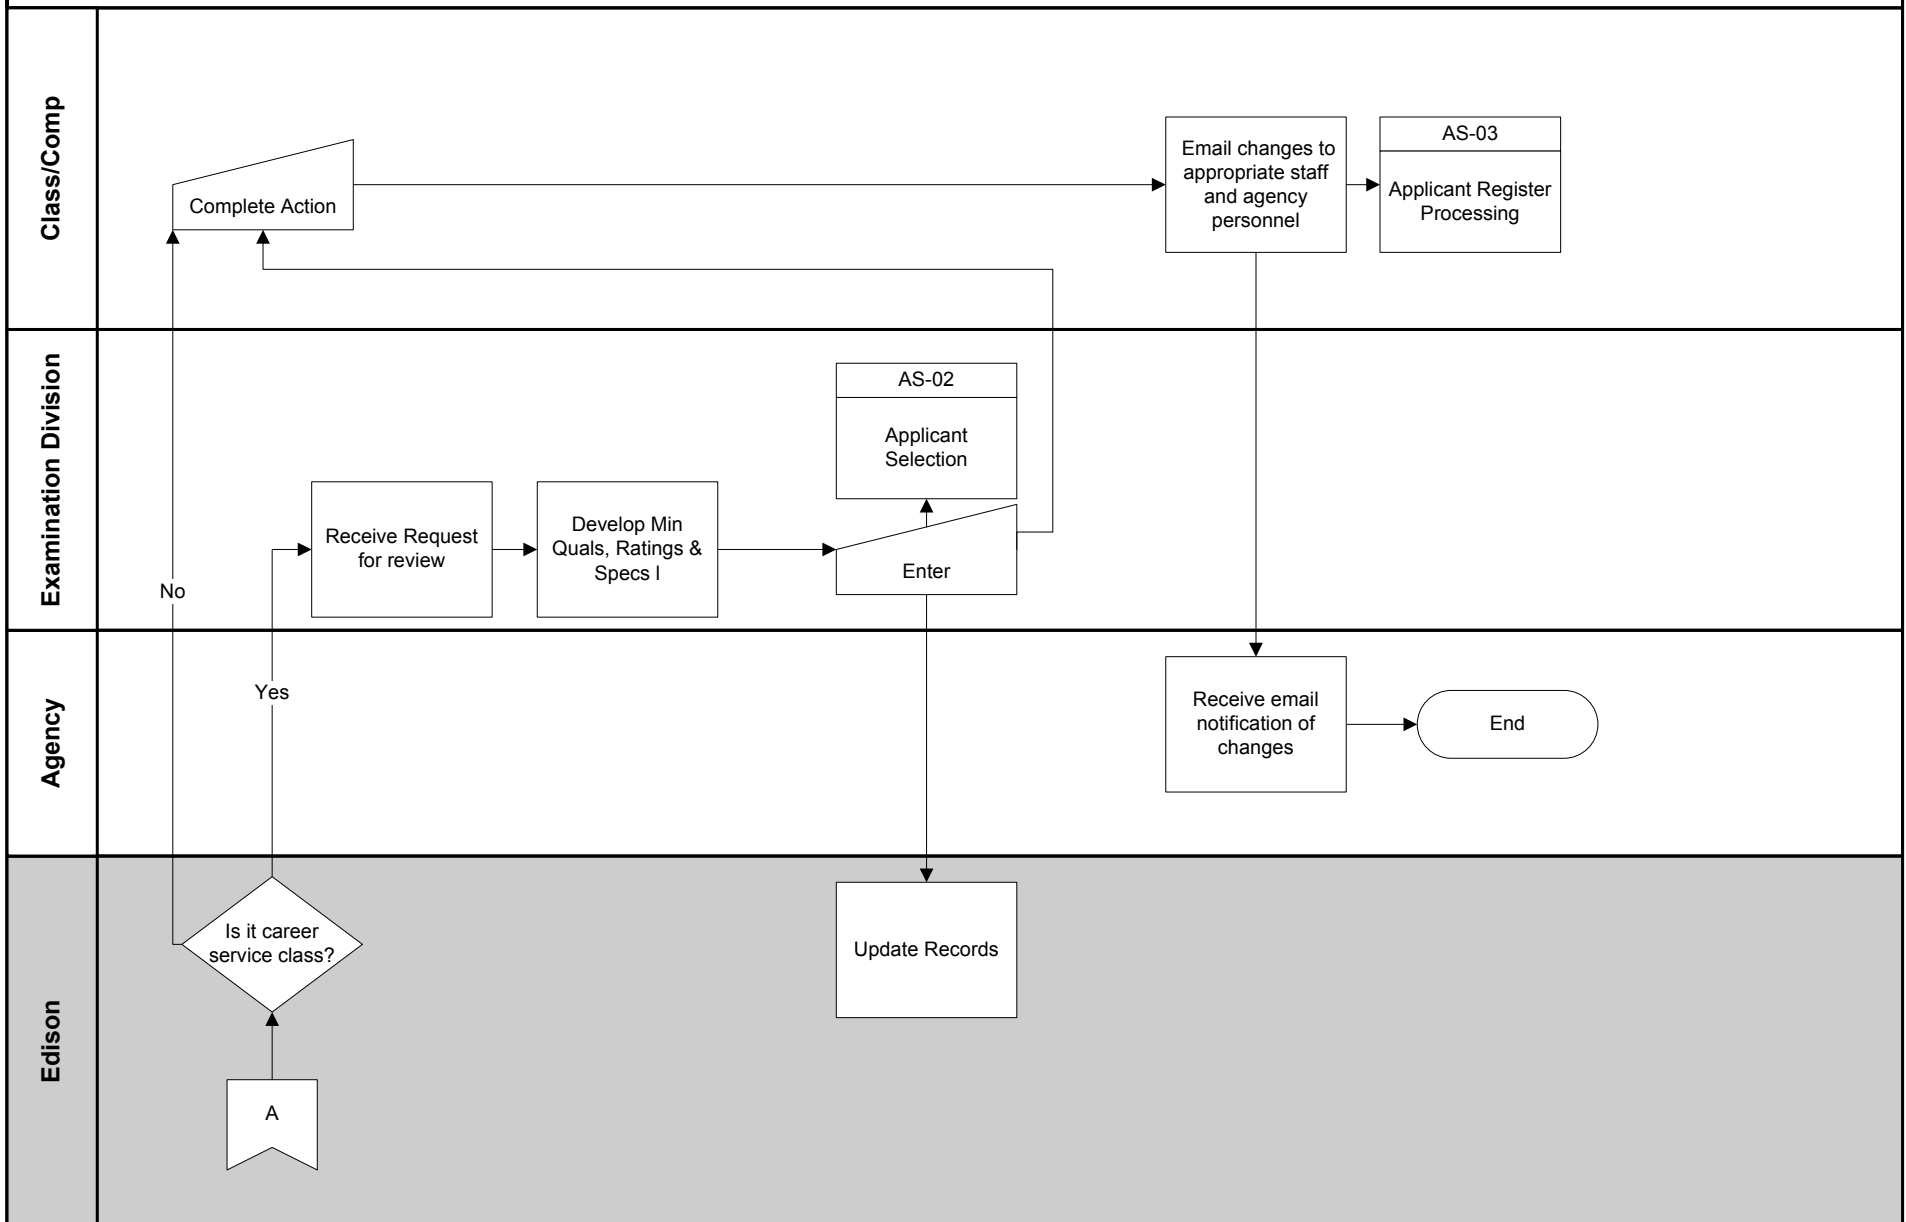 Class/Comp
Complete Action
Email changes to
appropriate staff
and agency
personnel
AS-03
Applicant Register
Processing
Examination Division
AS-02
Applicant
Selection
Receive Request
for review
Develop Min
Quals, Ratings &
Specs I
Enter
No
Agency
Yes
Receive email
notification of
changes
End
Edison
Is it career
service class?
Update Records
A